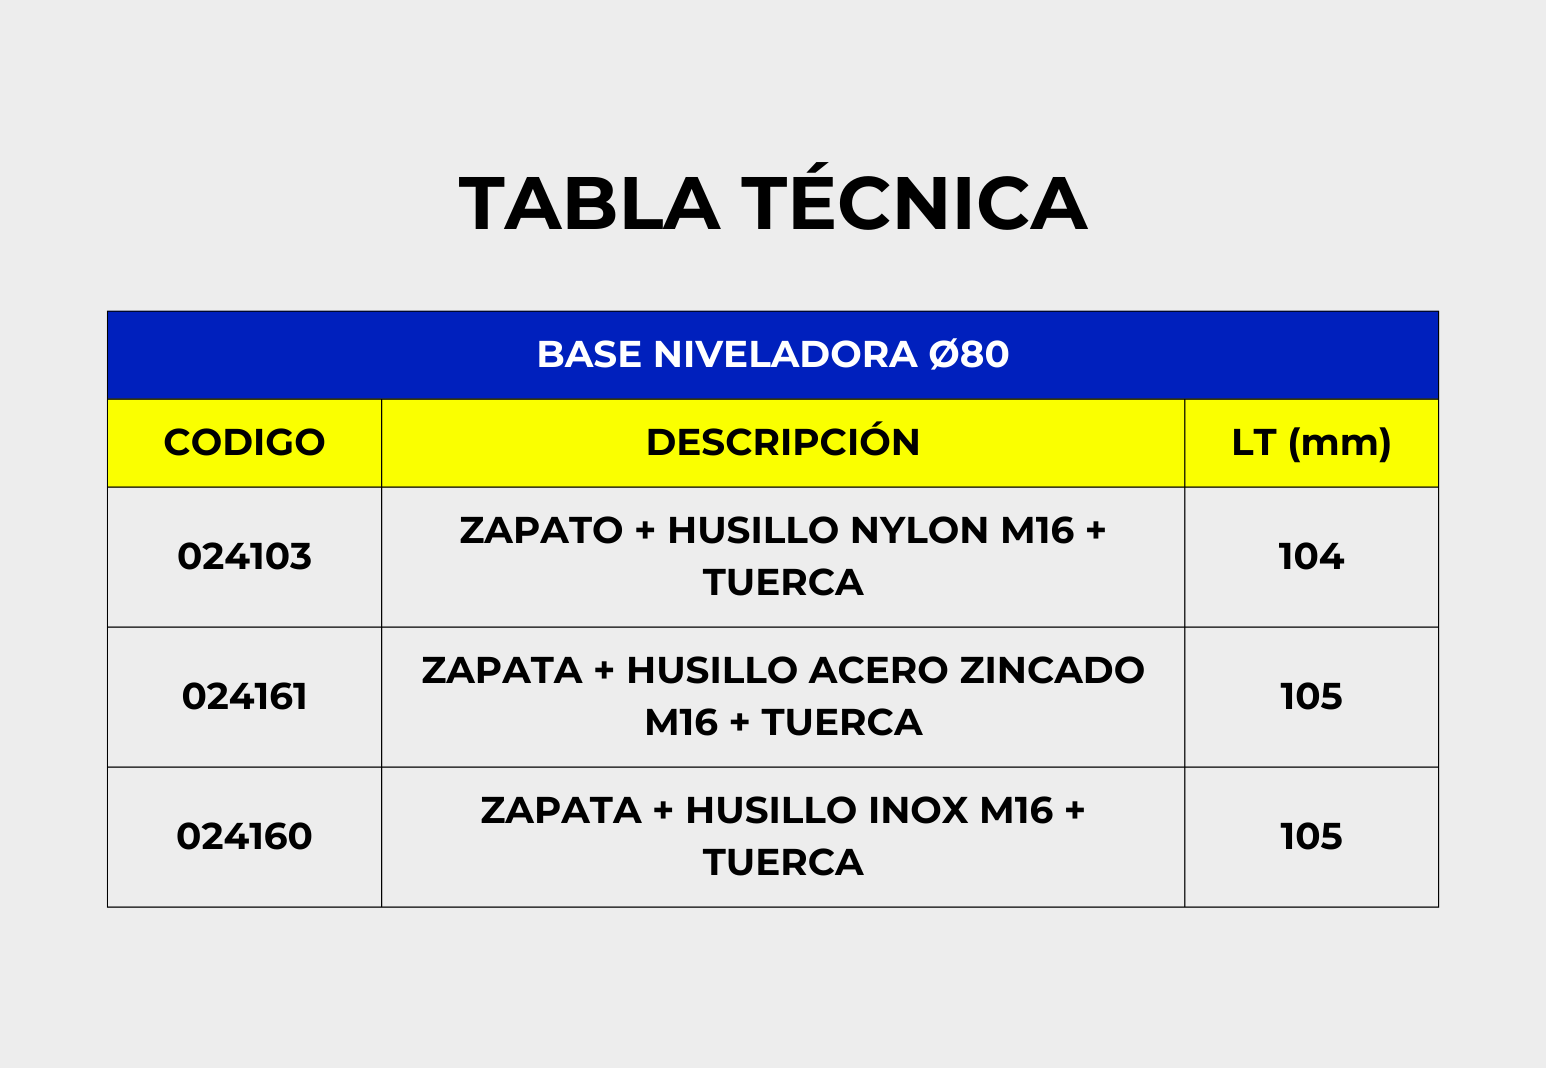 TABLA TÉCNICA
BASE NIVELADORA Ø80
CODIGO DESCRIPCIÓN LT (mm)
024103
ZAPATO + HUSILLO NYLON M16 +
TUERCA
104
024161
ZAPATA + HUSILLO ACERO ZINCADO
M16 + TUERCA
105
024160
ZAPATA + HUSILLO INOX M16 +
TUERCA
105